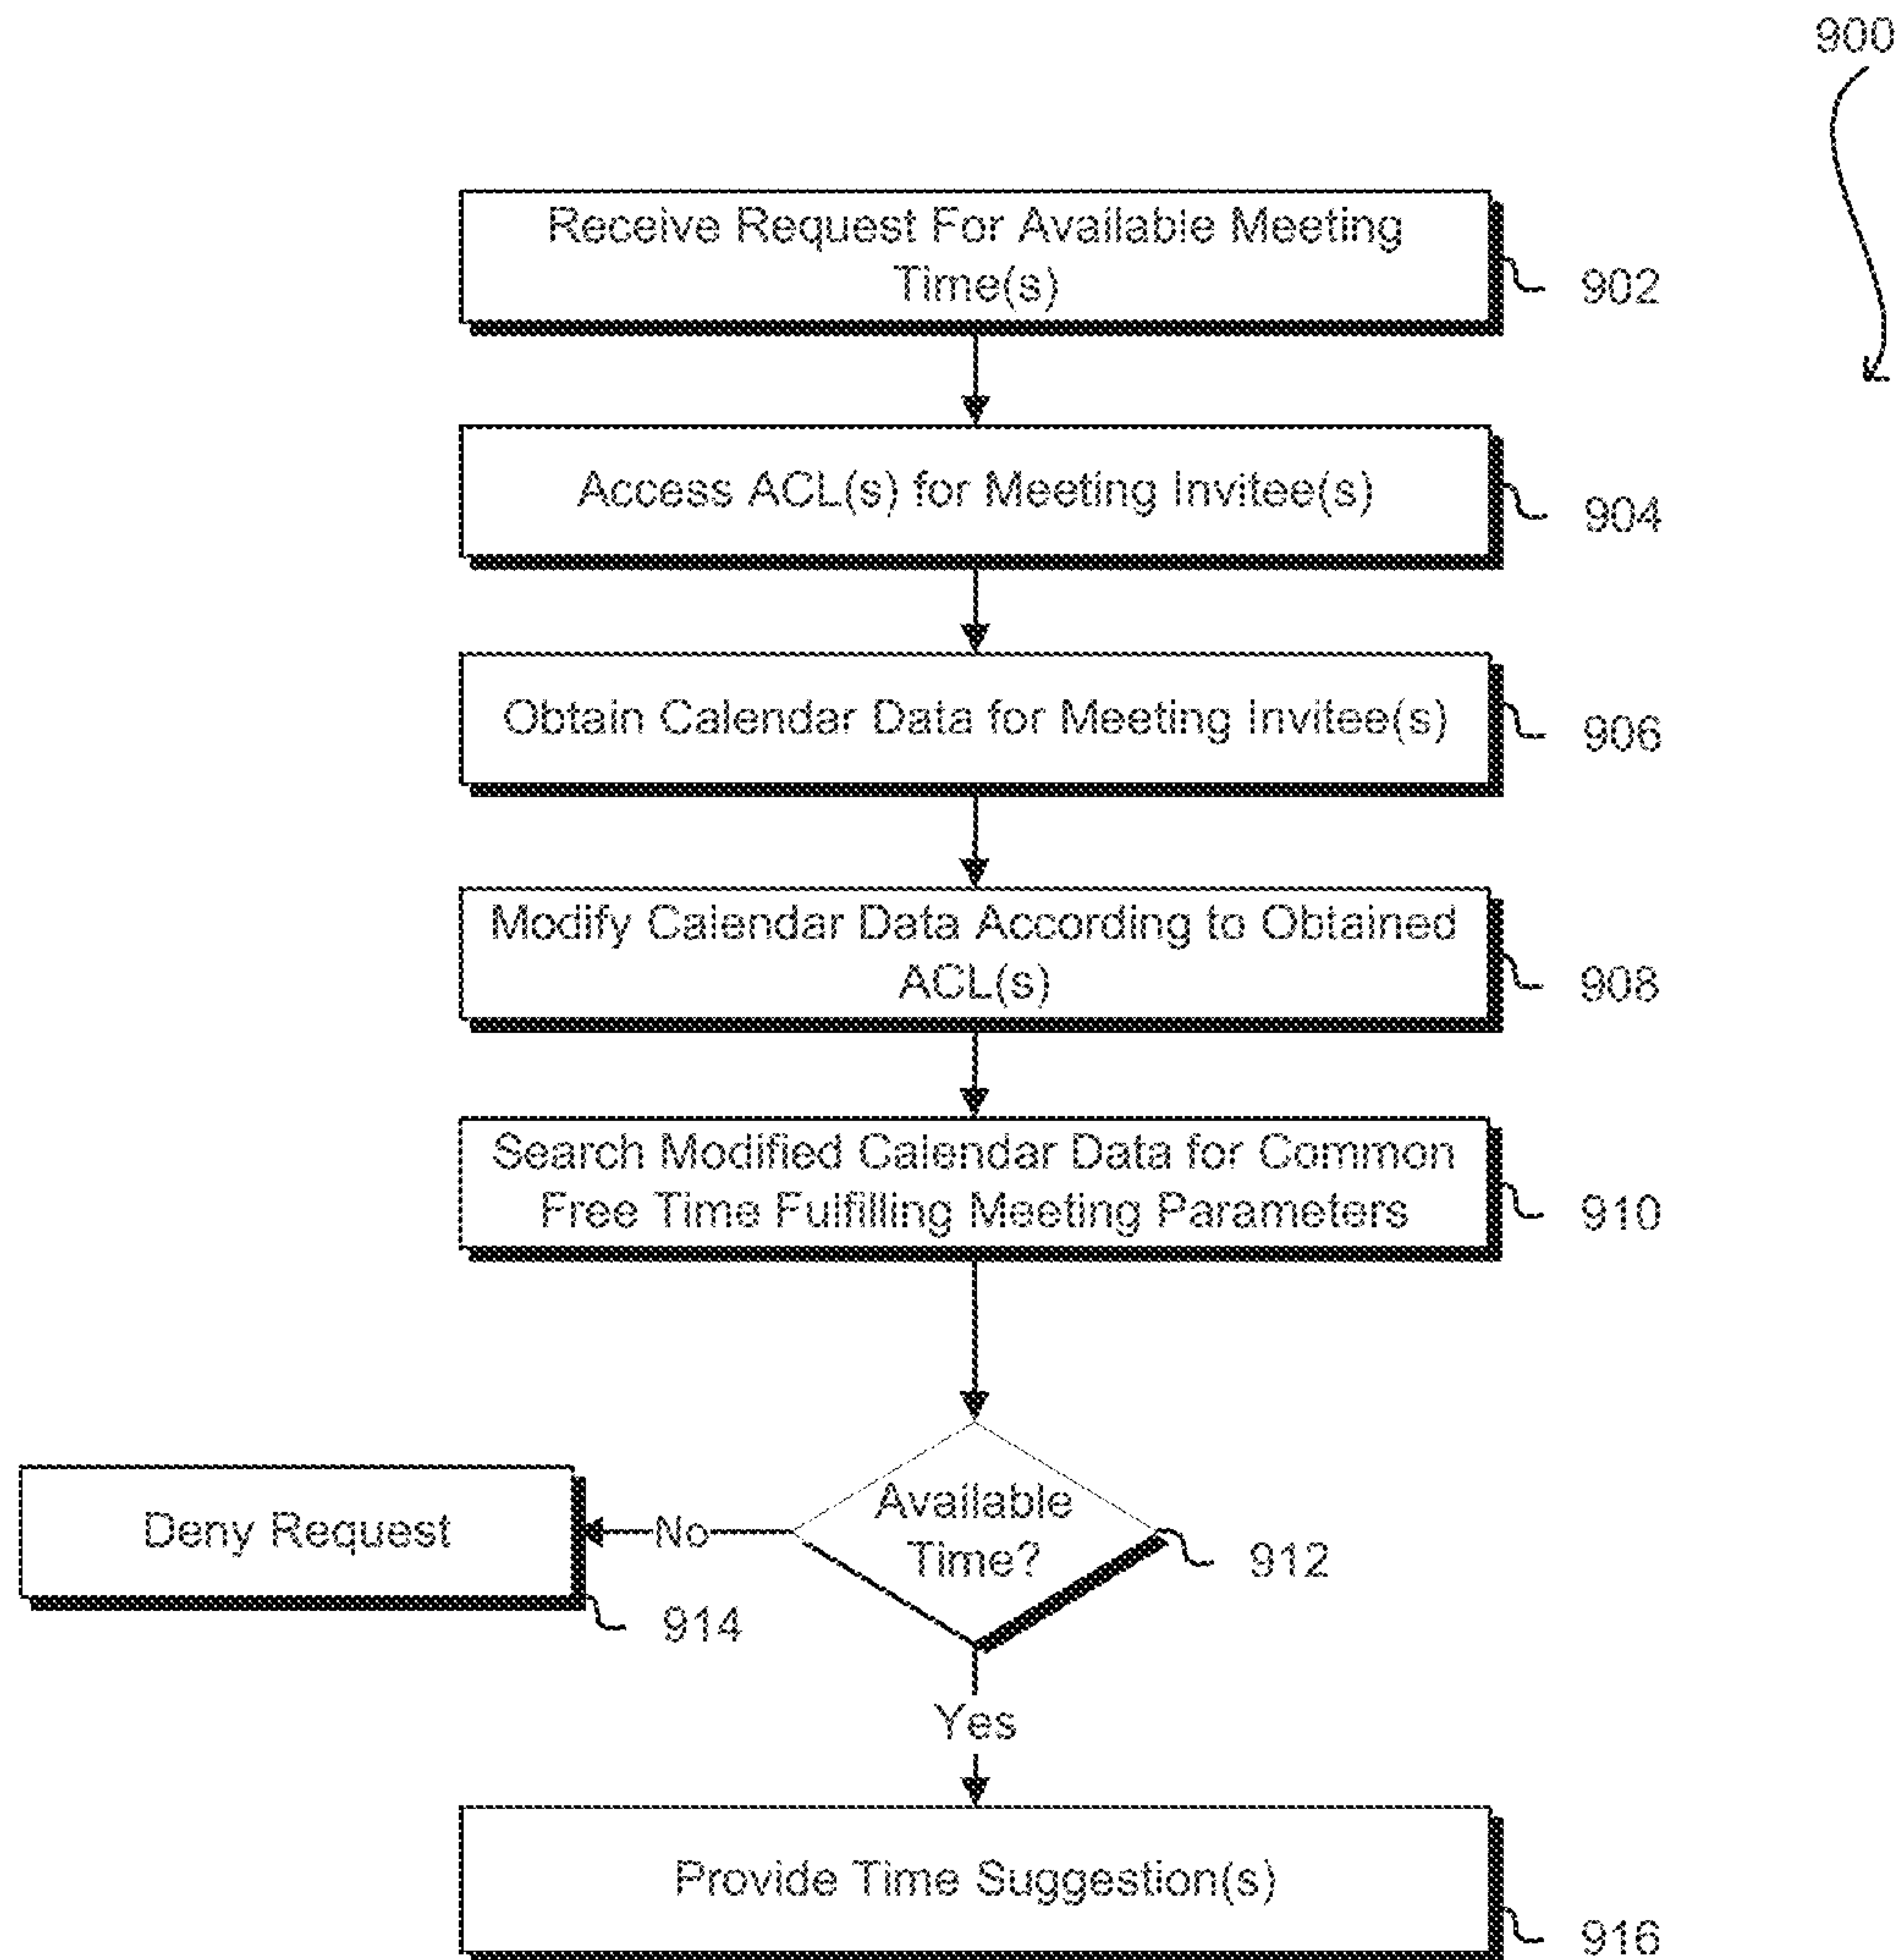 900
Receive Request For Available Meeting
Time(s)
902
Access ACL(s) for Meeting Invitee(s)
904
Obtain Calendar Data for Meeting Invitee(s)
906
Modify Calendar Data According to Obtained
ACL(s)
908
Search Modified Calendar Data for Common
Free Time Fulfilling Meeting Parameters
910
Available
Time?
912
No
Deny Request
914
Yes
Provide Time Suggestion(s)
916